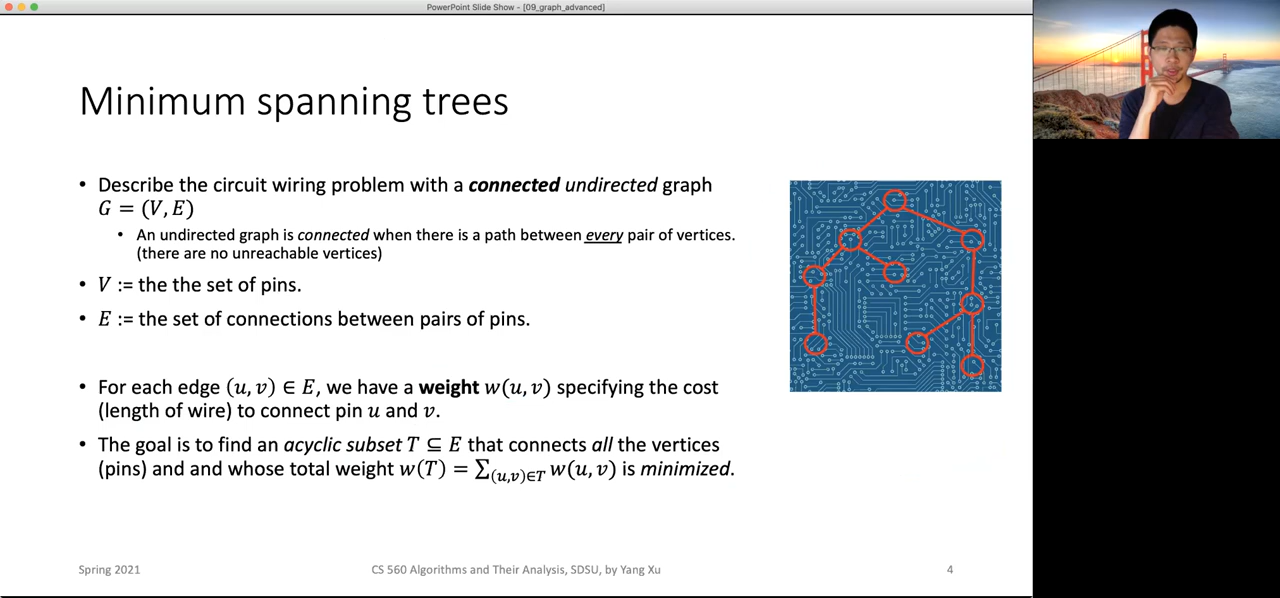 PowerPoint Slide Show - [09_graph_advanced]
Minimum spanning trees
• Describe the circuit wiring problem with a connected undirected graph
G = (V, E)
• An undirected graph is connected when there is a path between every pair of vertices.
(there are no unreachable vertices)
• V := the the set of pins.
• E := the set of connections between pairs of pins.
• For each edge (u, v) ∈ E, we have a weight w(u, v) specifying the cost
(length of wire) to connect pin u and v.
• The goal is to find an acyclic subset T ⊆ E that connects all the vertices
(pins) and and whose total weight w(T) = ∑(u,v)∈T w(u, v) is minimized.
Spring 2021
CS 560 Algorithms and Their Analysis, SDSU, by Yang Xu
4